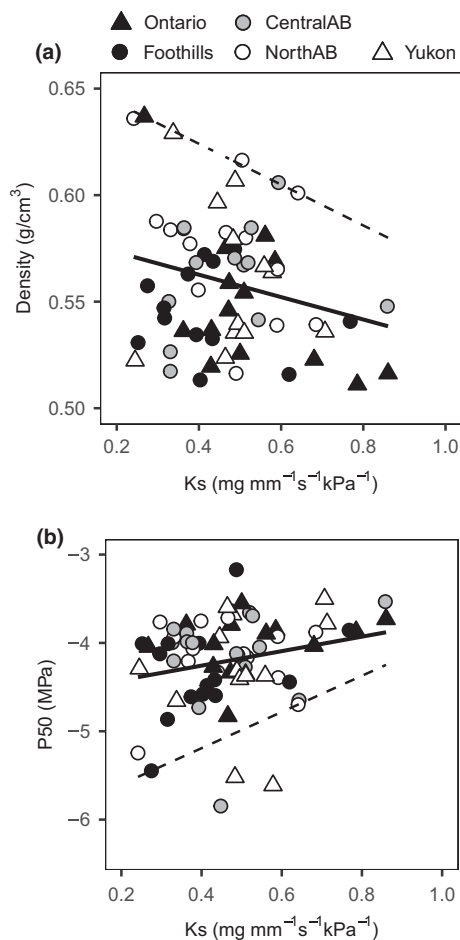 Ontario CentralAB
Foothills NorthAB Yukon
(a)
0.65
0.60
0.55
0.50
Density (g/cm³)
0.2 0.4 0.6 0.8 1.0
Ks (mg mm⁻¹s⁻¹kPa⁻¹)
(b)
−3
−4
−5
−6
P50 (MPa)
0.2 0.4 0.6 0.8 1.0
Ks (mg mm⁻¹s⁻¹kPa⁻¹)